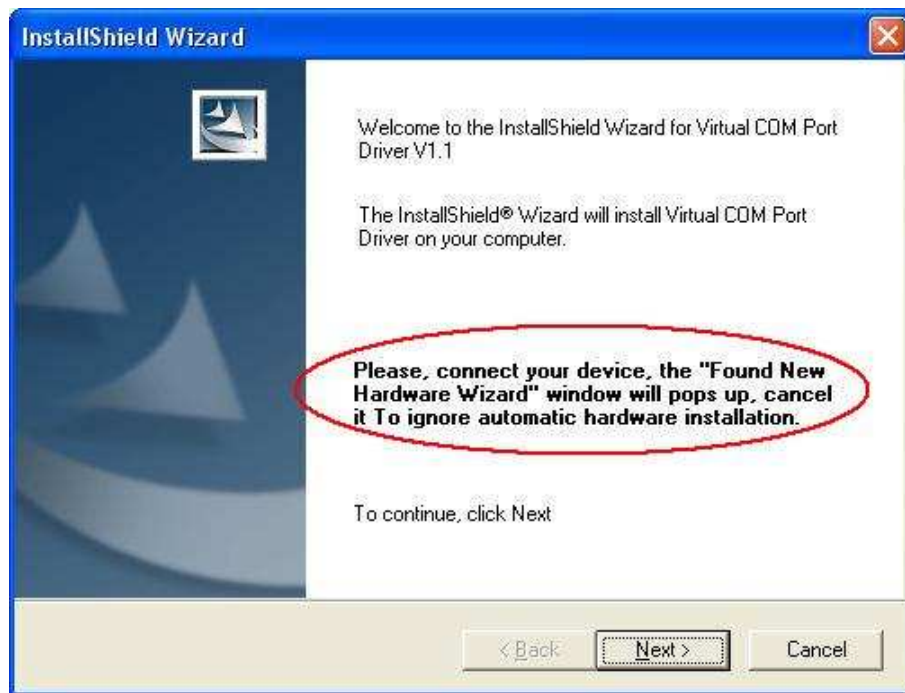 InstallShield Wizard
Welcome to the InstallShield Wizard for Virtual COM Port
Driver V1.1
The InstallShield® Wizard will install Virtual COM Port
Driver on your computer.
Please, connect your device, the "Found New
Hardware Wizard" window will pops up, cancel
it To ignore automatic hardware installation.
To continue, click Next
< Back
Next >
Cancel